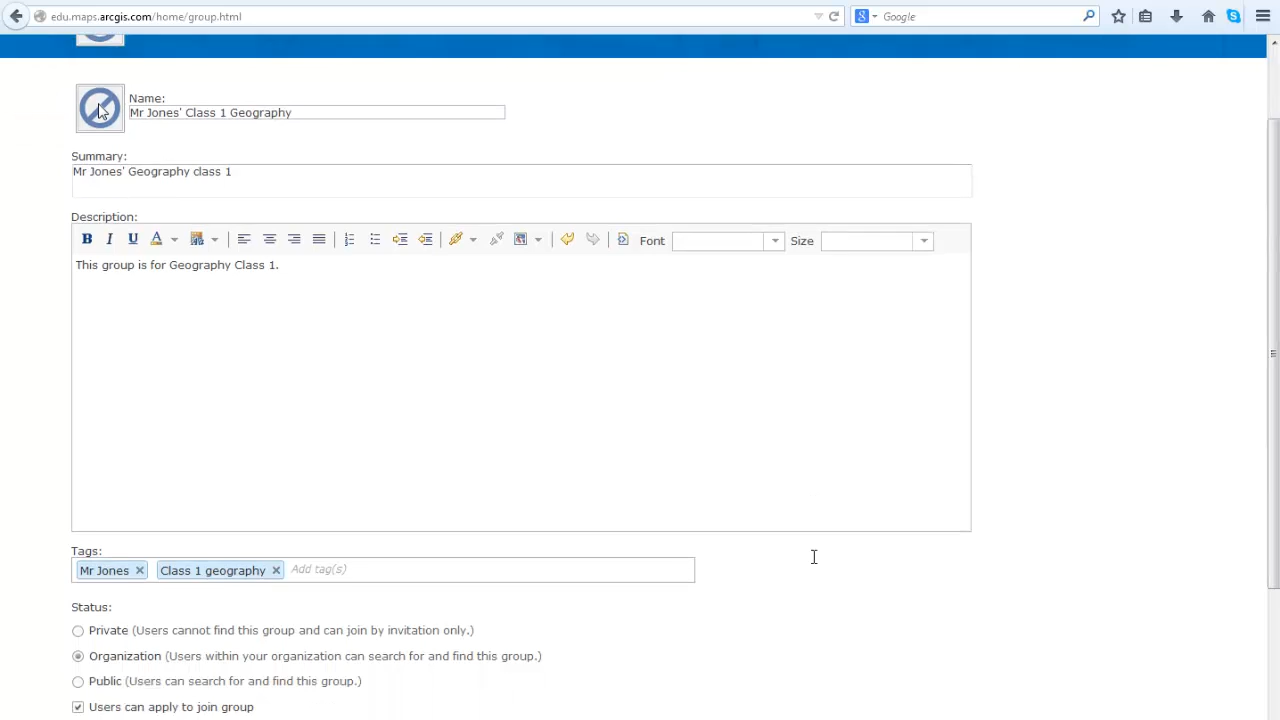 edu.maps.arcgis.com/home/group.html
Google
Name:
Mr Jones' Class 1 Geography
Summary:
Mr Jones' Geography class 1
Description:
B I U Font Size
This group is for Geography Class 1.
Tags:
Mr Jones × Class 1 geography × Add tag(s)
Status:
Private (Users cannot find this group and can join by invitation only.)
Organization (Users within your organization can search for and find this group.)
Public (Users can search for and find this group.)
Users can apply to join group